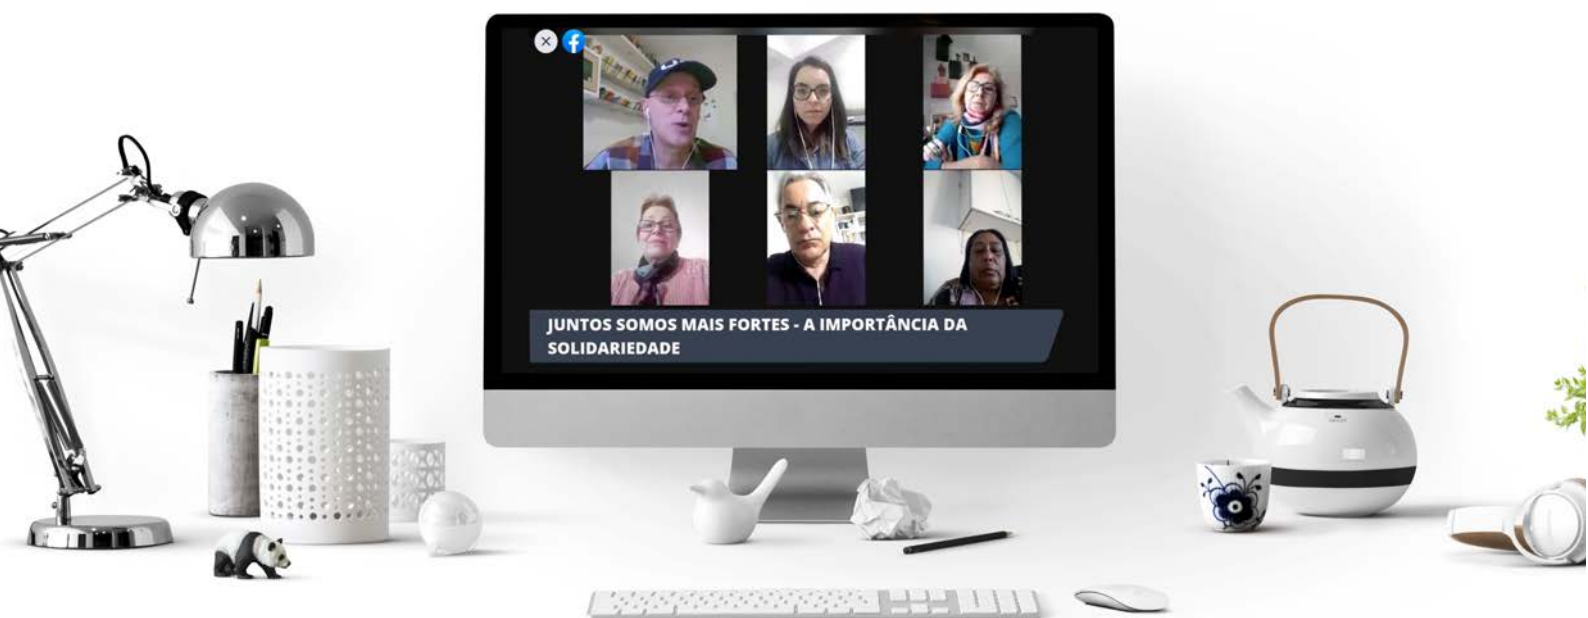 JUNTOS SOMOS MAIS FORTES - A IMPORTÂNCIA DA
SOLIDARIEDADE